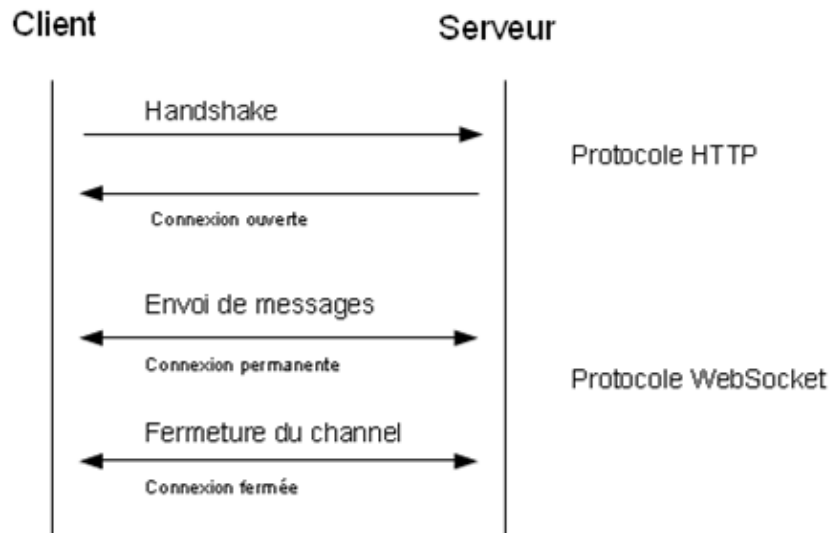 Client
Serveur
Handshake
Protocole HTTP
Connexion ouverte
Envoi de messages
Connexion permanente
Protocole WebSocket
Fermeture du channel
Connexion fermée